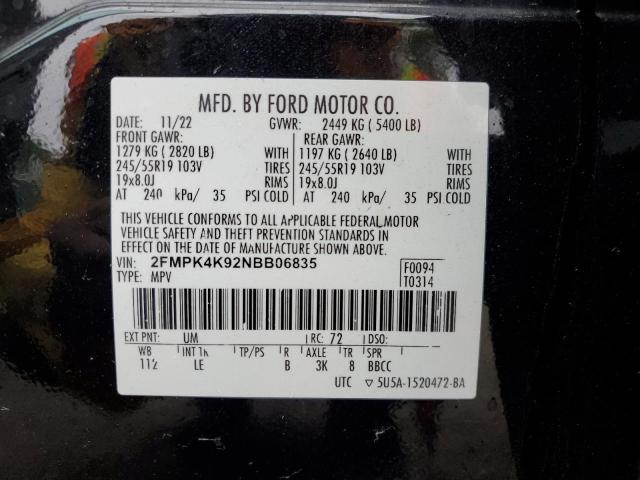 MFD. BY FORD MOTOR CO.
DATE: 11/22 GVWR: 2449 KG ( 5400 LB)
FRONT GAWR: REAR GAWR:
1279 KG ( 2820 LB) WITH 1197 KG ( 2640 LB) WITH
245/55R19 103V TIRES 245/55R19 103V TIRES
19x8.0J RIMS 19x8.0J RIMS
AT 240 kPa/ 35 PSI COLD AT 240 kPa/ 35 PSI COLD
THIS VEHICLE CONFORMS TO ALL APPLICABLE FEDERAL MOTOR
VEHICLE SAFETY AND THEFT PREVENTION STANDARDS IN
EFFECT ON THE DATE OF MANUFACTURE SHOWN ABOVE.
VIN: 2FMPK4K92NBB06835 F0094
TYPE: MPV T0314
EXT PNT: UM RC: 72 DSO:
WB INT TR TP/PS R AXLE TR SPR
112 LE B 3K 8 BBCC
UTC ▽ 5U5A-1520472-BA